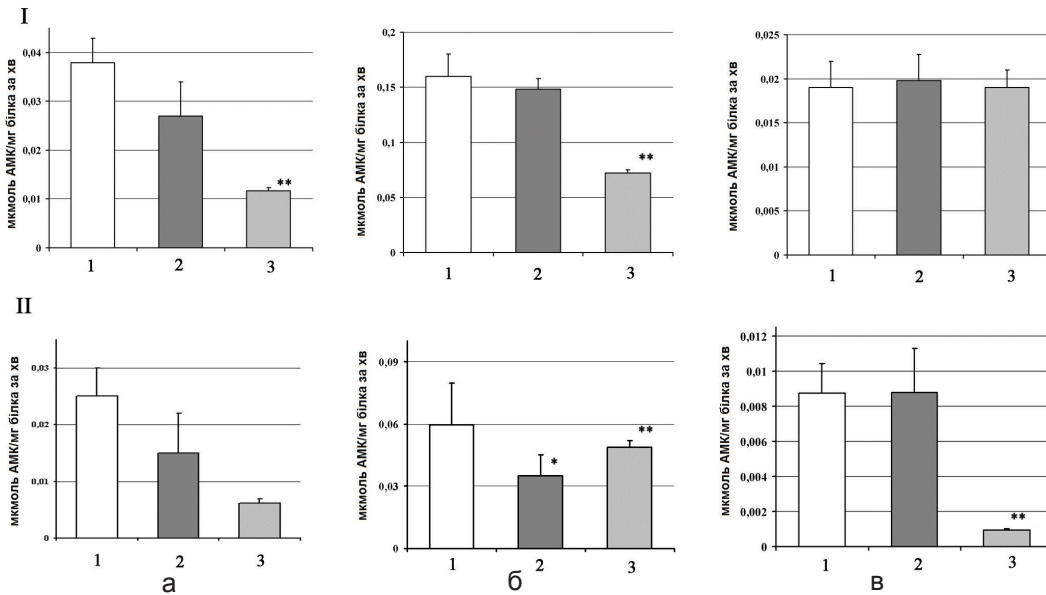 I
мкмоль АМК/мг білка за хв
0,04
0,03
0,02
0,01
0
**
1 2 3
мкмоль АМК/мг білка за хв
0,2
0,15
0,1
0,05
0
**
1 2 3
мкмоль АМК/мг білка за хв
0,025
0,02
0,015
0,01
0,005
0
1 2 3
II
мкмоль АМК/мг білка за хв
0,03
0,02
0,01
0
1 2 3
а
мкмоль АМК/мг білка за хв
0,09
0,06
0,03
0
*
**
1 2 3
б
мкмоль АМК/мг білка за хв
0,012
0,01
0,008
0,006
0,004
0,002
0
**
1 2 3
в